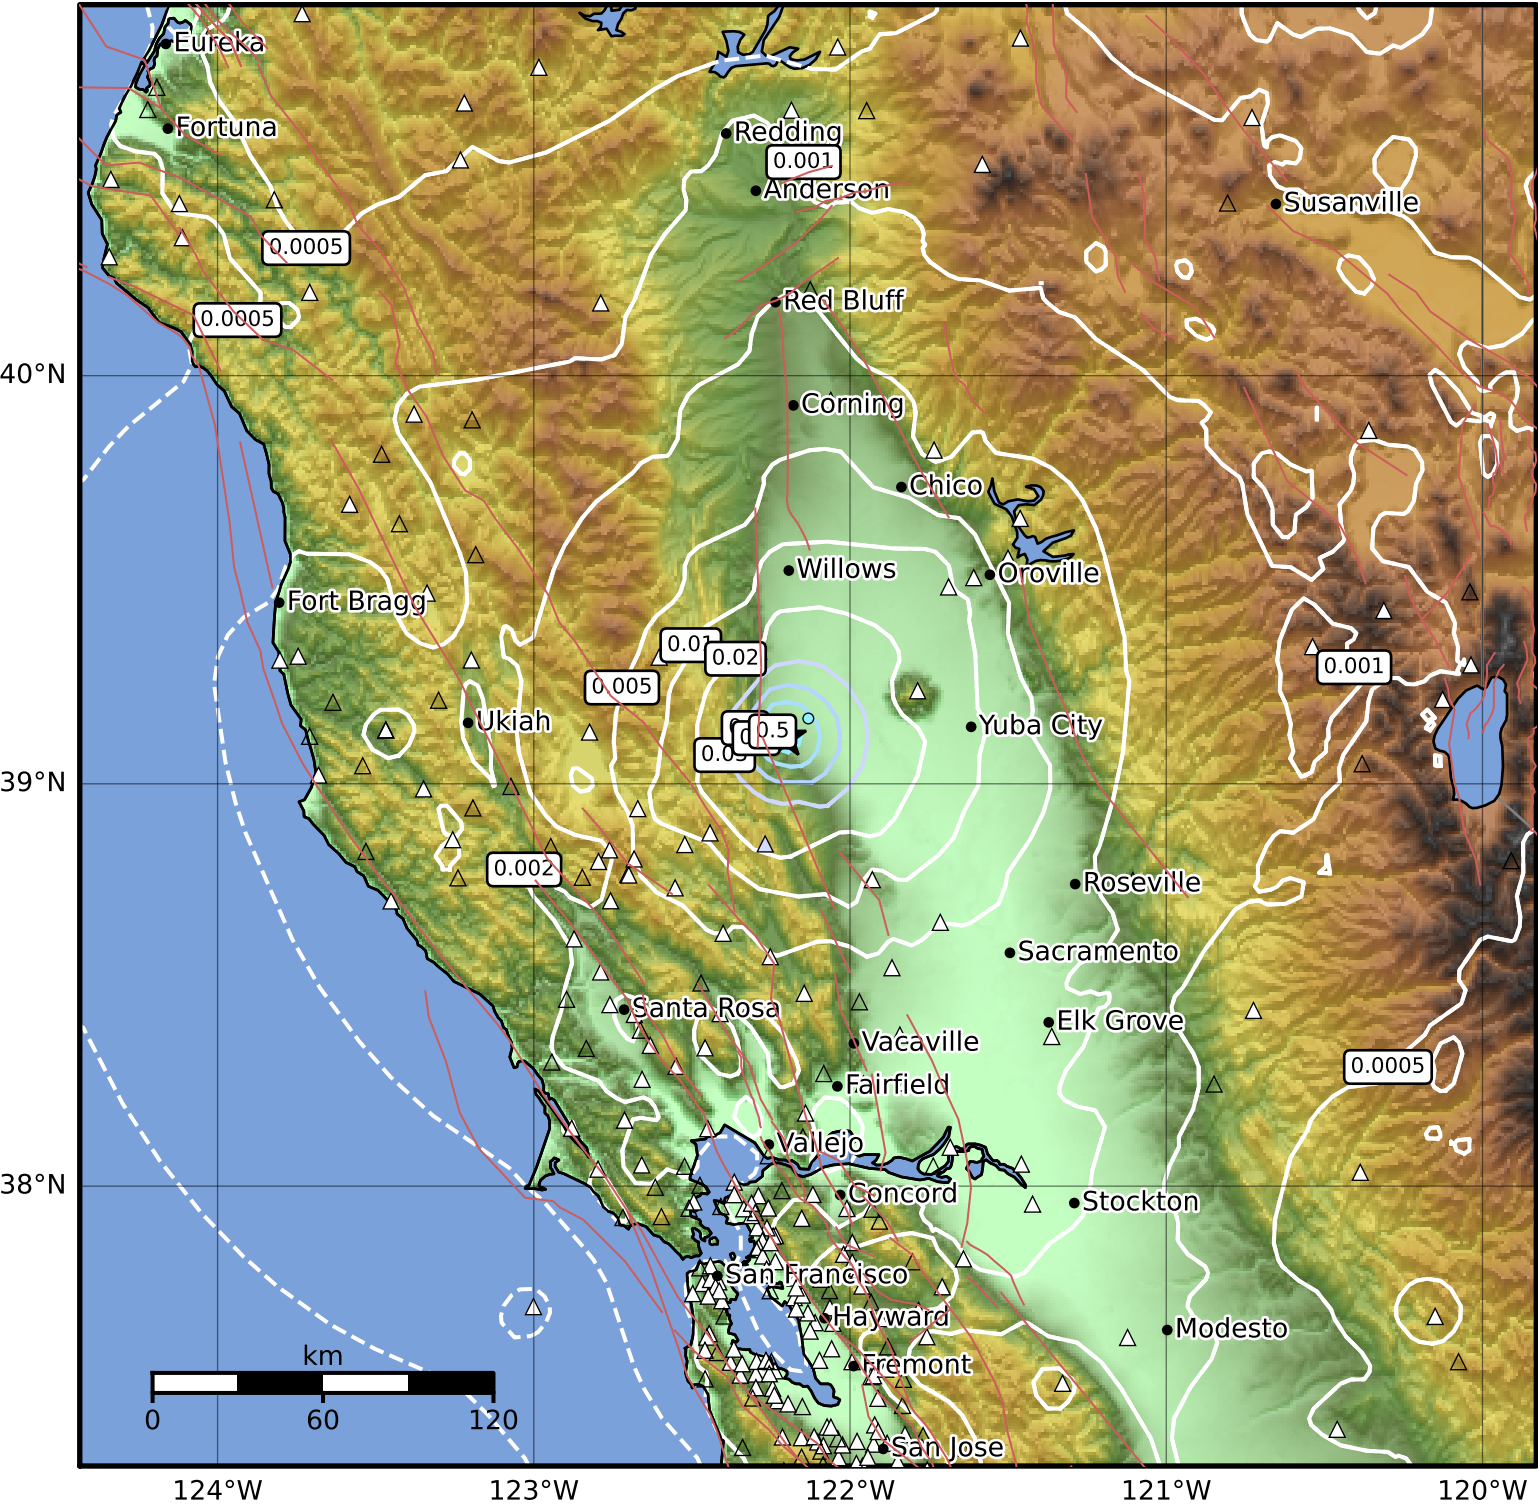 Eureka
Fortuna
Redding
0.001
Anderson
Susanville
0.0005
0.0005
Red Bluff
40°N
Corning
Chico
Willows
Oroville
Fort Bragg
0.01
0.02
0.005
0.001
Ukiah
0.5
Yuba City
39°N
0.002
Roseville
Sacramento
Santa Rosa
Elk Grove
Vacaville
0.0005
Fairfield
Vallejo
38°N
Concord
Stockton
San Francisco
Hayward
Modesto
km
Fremont
0 60 120
San Jose
124°W 123°W 122°W 121°W 120°W